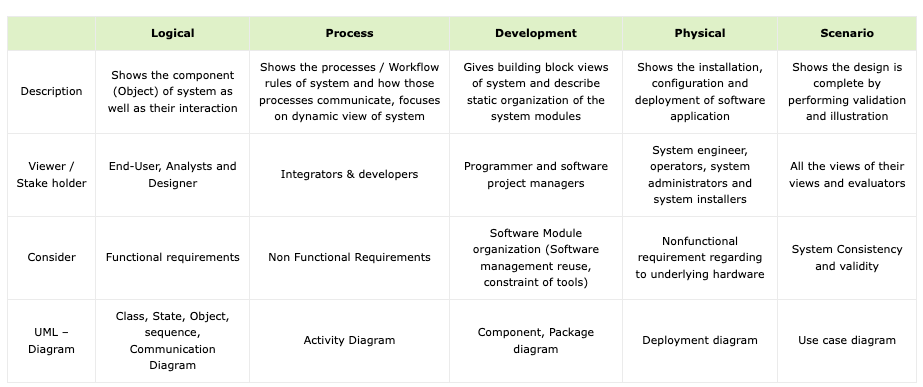 Logical Process Development Physical Scenario
Description
Shows the component
(Object) of system as
well as their interaction
Shows the processes / Workflow
rules of system and how those
processes communicate, focuses
on dynamic view of system
Gives building block views
of system and describe
static organization of the
system modules
Shows the installation,
configuration and
deployment of software
application
Shows the design is
complete by
performing validation
and illustration
Viewer /
Stake holder
End-User, Analysts and
Designer
Integrators & developers
Programmer and software
project managers
System engineer,
operators, system
administrators and
system installers
All the views of their
views and evaluators
Consider
Functional requirements
Non Functional Requirements
Software Module
organization (Software
management reuse,
constraint of tools)
Nonfunctional
requirement regarding
to underlying hardware
System Consistency
and validity
UML –
Diagram
Class, State, Object,
sequence,
Communication
Diagram
Activity Diagram
Component, Package
diagram
Deployment diagram
Use case diagram